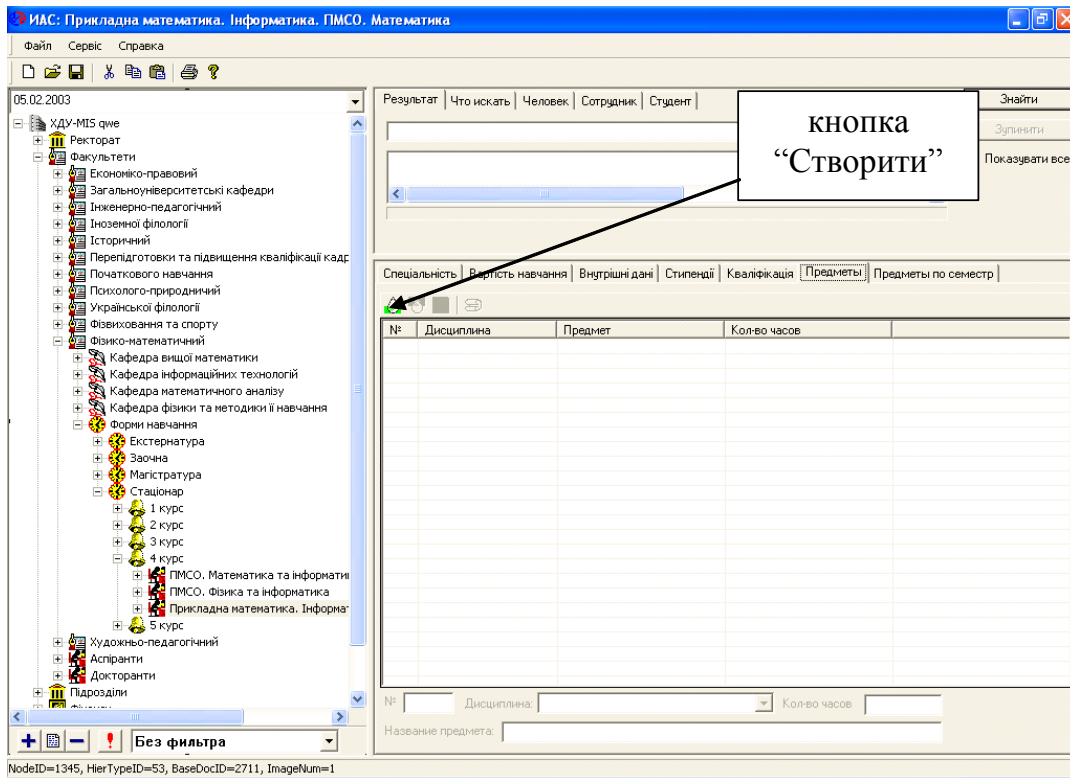 ИАС: Прикладна математика. Інформатика. ПМСО. Математика
Файл Сервіс Справка
05.02.2003
ХДУ-MIS qwe
Ректорат
Факультети
Економіко-правовий
Загальноуніверситетські кафедри
Інженерно-педагогічний
Іноземної філології
Історичний
Перепідготовки та підвищення кваліфікації кадр
Початкового навчання
Психолого-природничий
Української філології
Фізвиховання та спорту
Фізико-математичний
Кафедра вищої математики
Кафедра інформаційних технологій
Кафедра математичного аналізу
Кафедра фізики та методики її навчання
Форми навчання
Екстернатура
Заочна
Магістратура
Стаціонар
1 курс
2 курс
3 курс
4 курс
ПМСО. Математика та інформати
ПМСО. Фізика та інформатика
Прикладна математика. Інформат
5 курс
Художньо-педагогічний
Аспіранти
Докторанти
Підрозділи
Без фильтра
Результат Что искать Человек Сотрудник Студент
Знайти
Зупинити
Показувати все
кнопка
“Створити”
Спеціальність Вартість навчання Внутрішні дані Стипендії Кваліфікація Предметы Предметы по семестр
№ Дисциплина Предмет Кол-во часов
№ Дисциплина: Кол-во часов
Название предмета:
NodeID=1345, HierTypeID=53, BaseDocID=2711, ImageNum=1